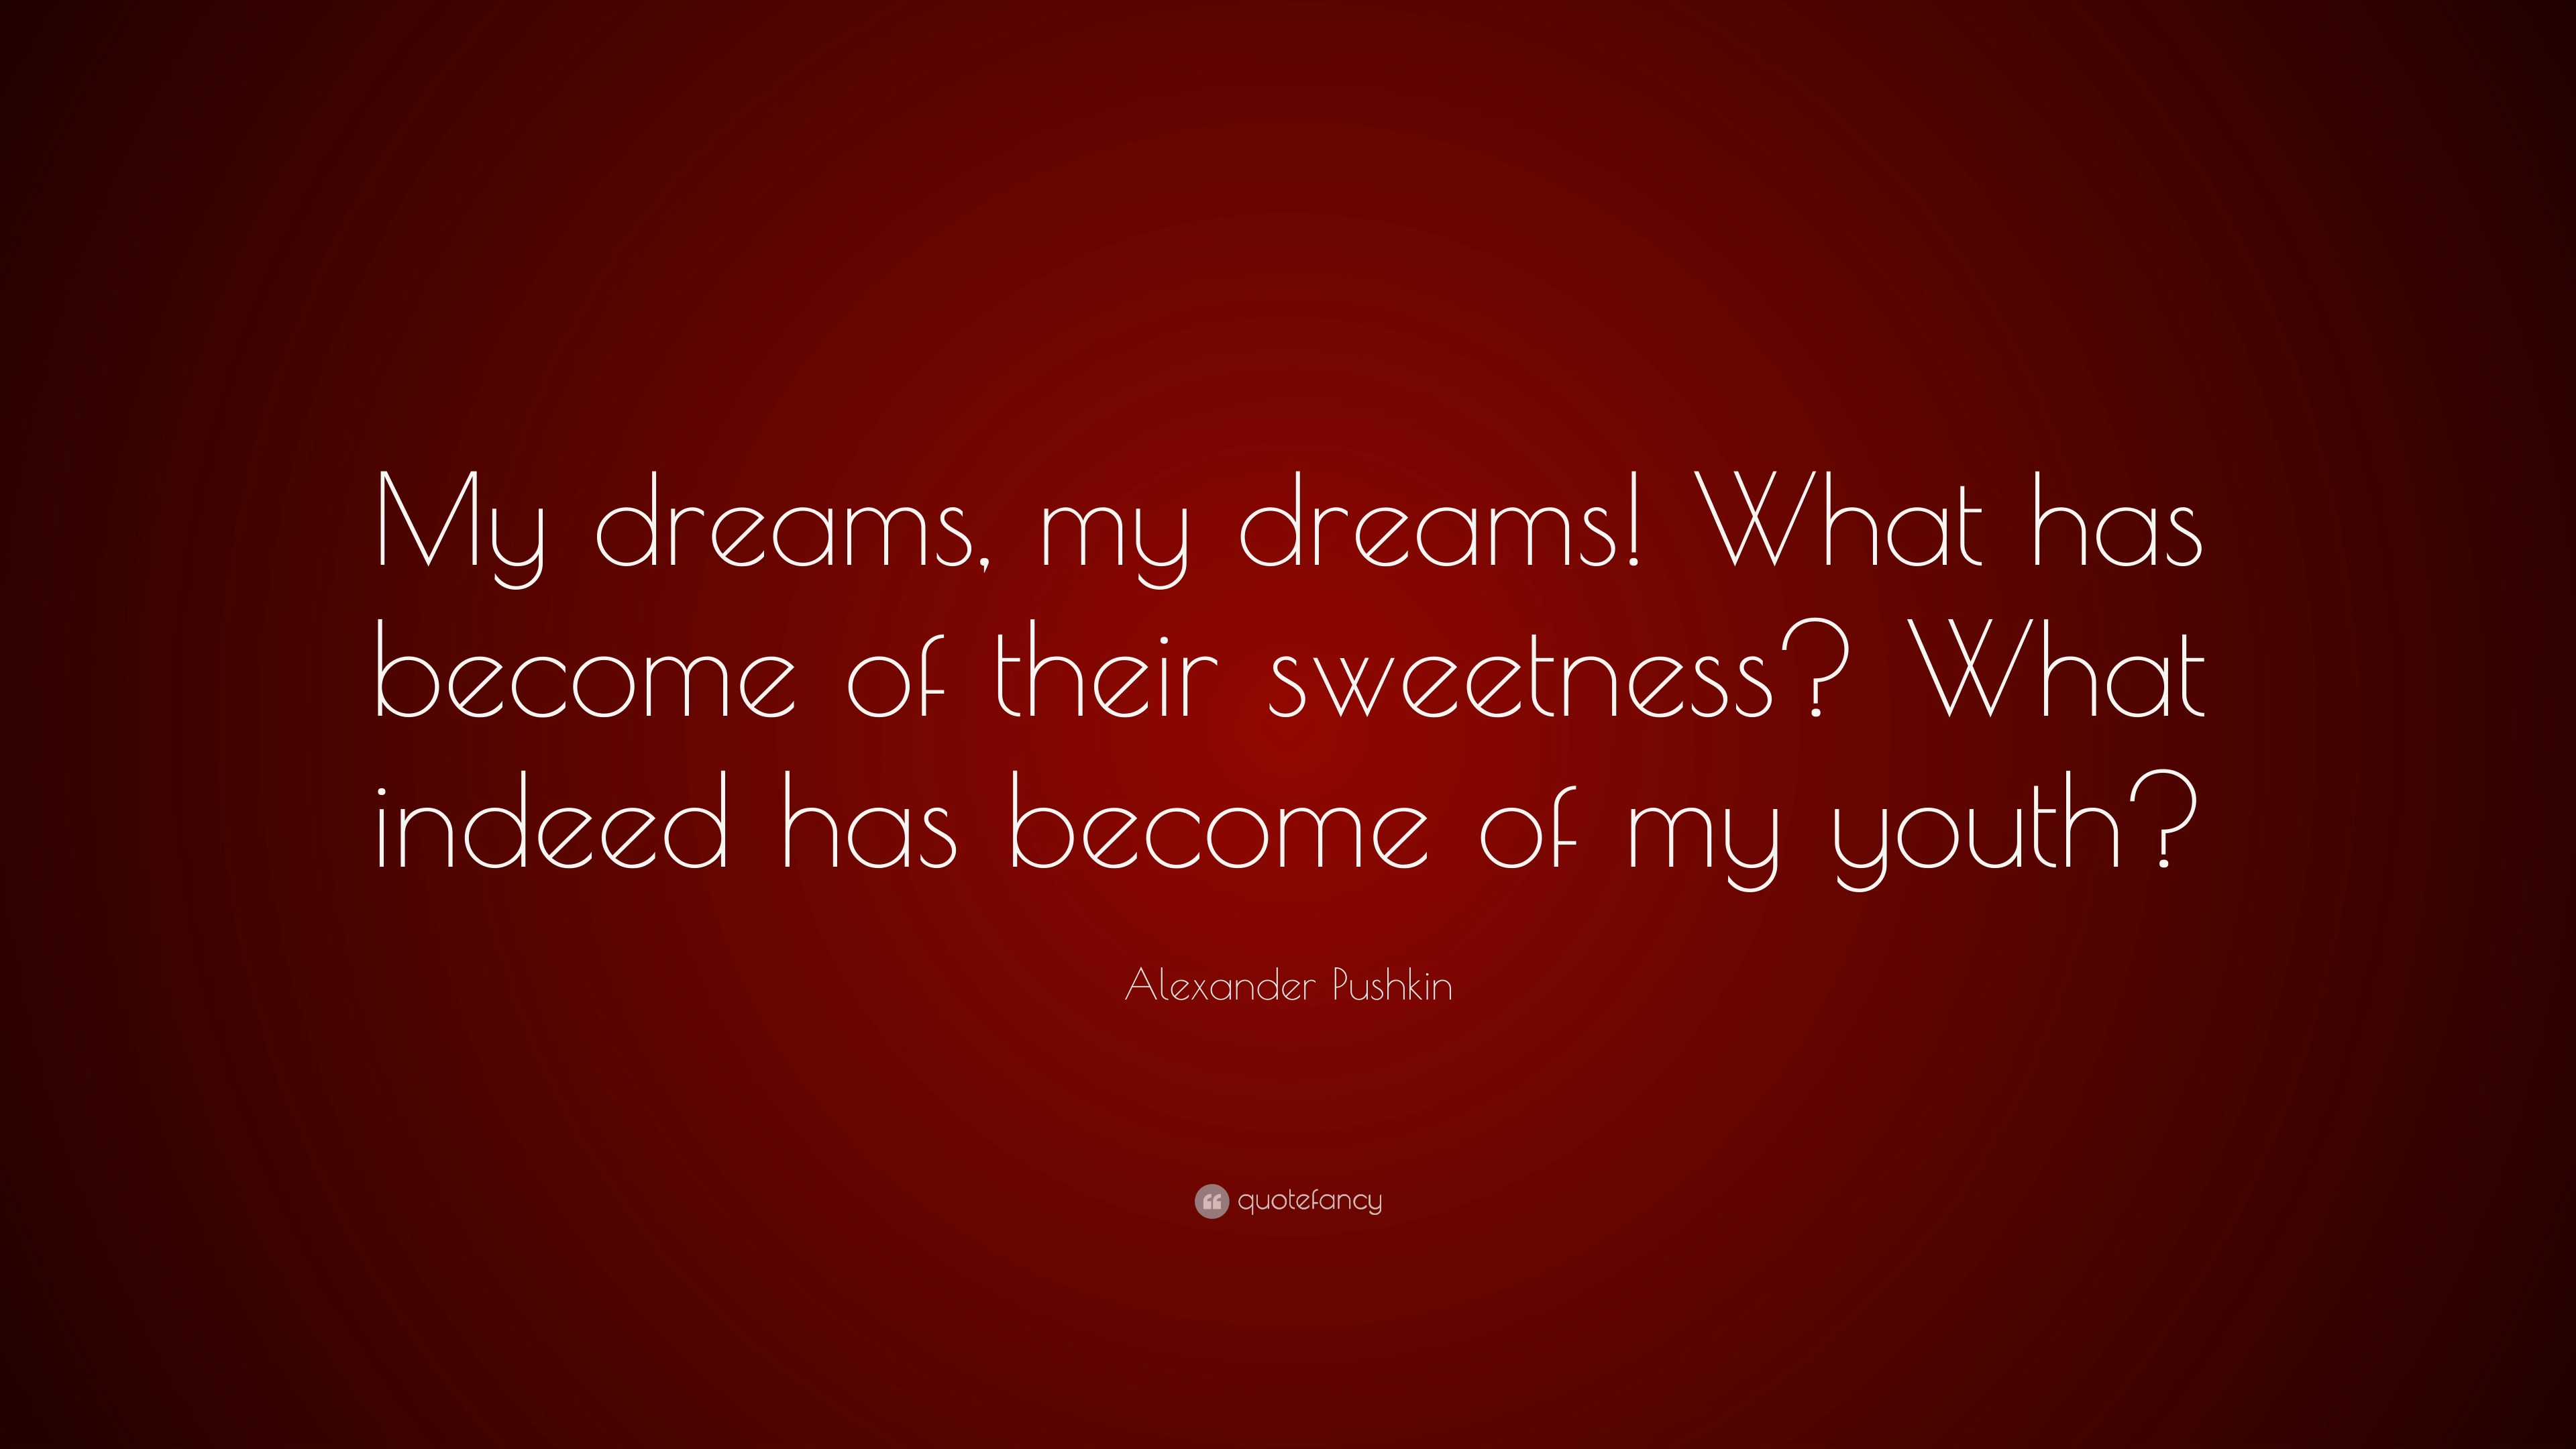 My dreams, my dreams! What has
become of their sweetness? What
indeed has become of my youth?
Alexander Pushkin
quotefancy